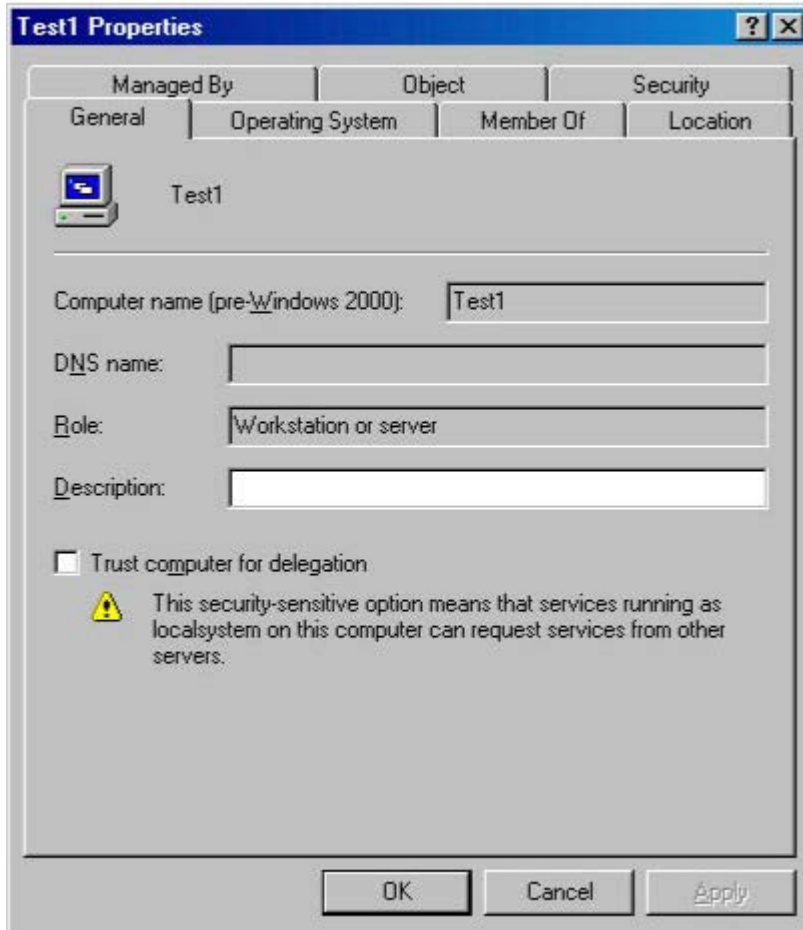 Test1 Properties
Managed By
Object
Security
General
Operating System
Member Of
Location
Test1
Computer name (pre-Windows 2000):
Test1
DNS name:
Role:
Workstation or server
Description:
Trust computer for delegation
This security-sensitive option means that services running as
localsystem on this computer can request services from other
servers.
OK
Cancel
Apply